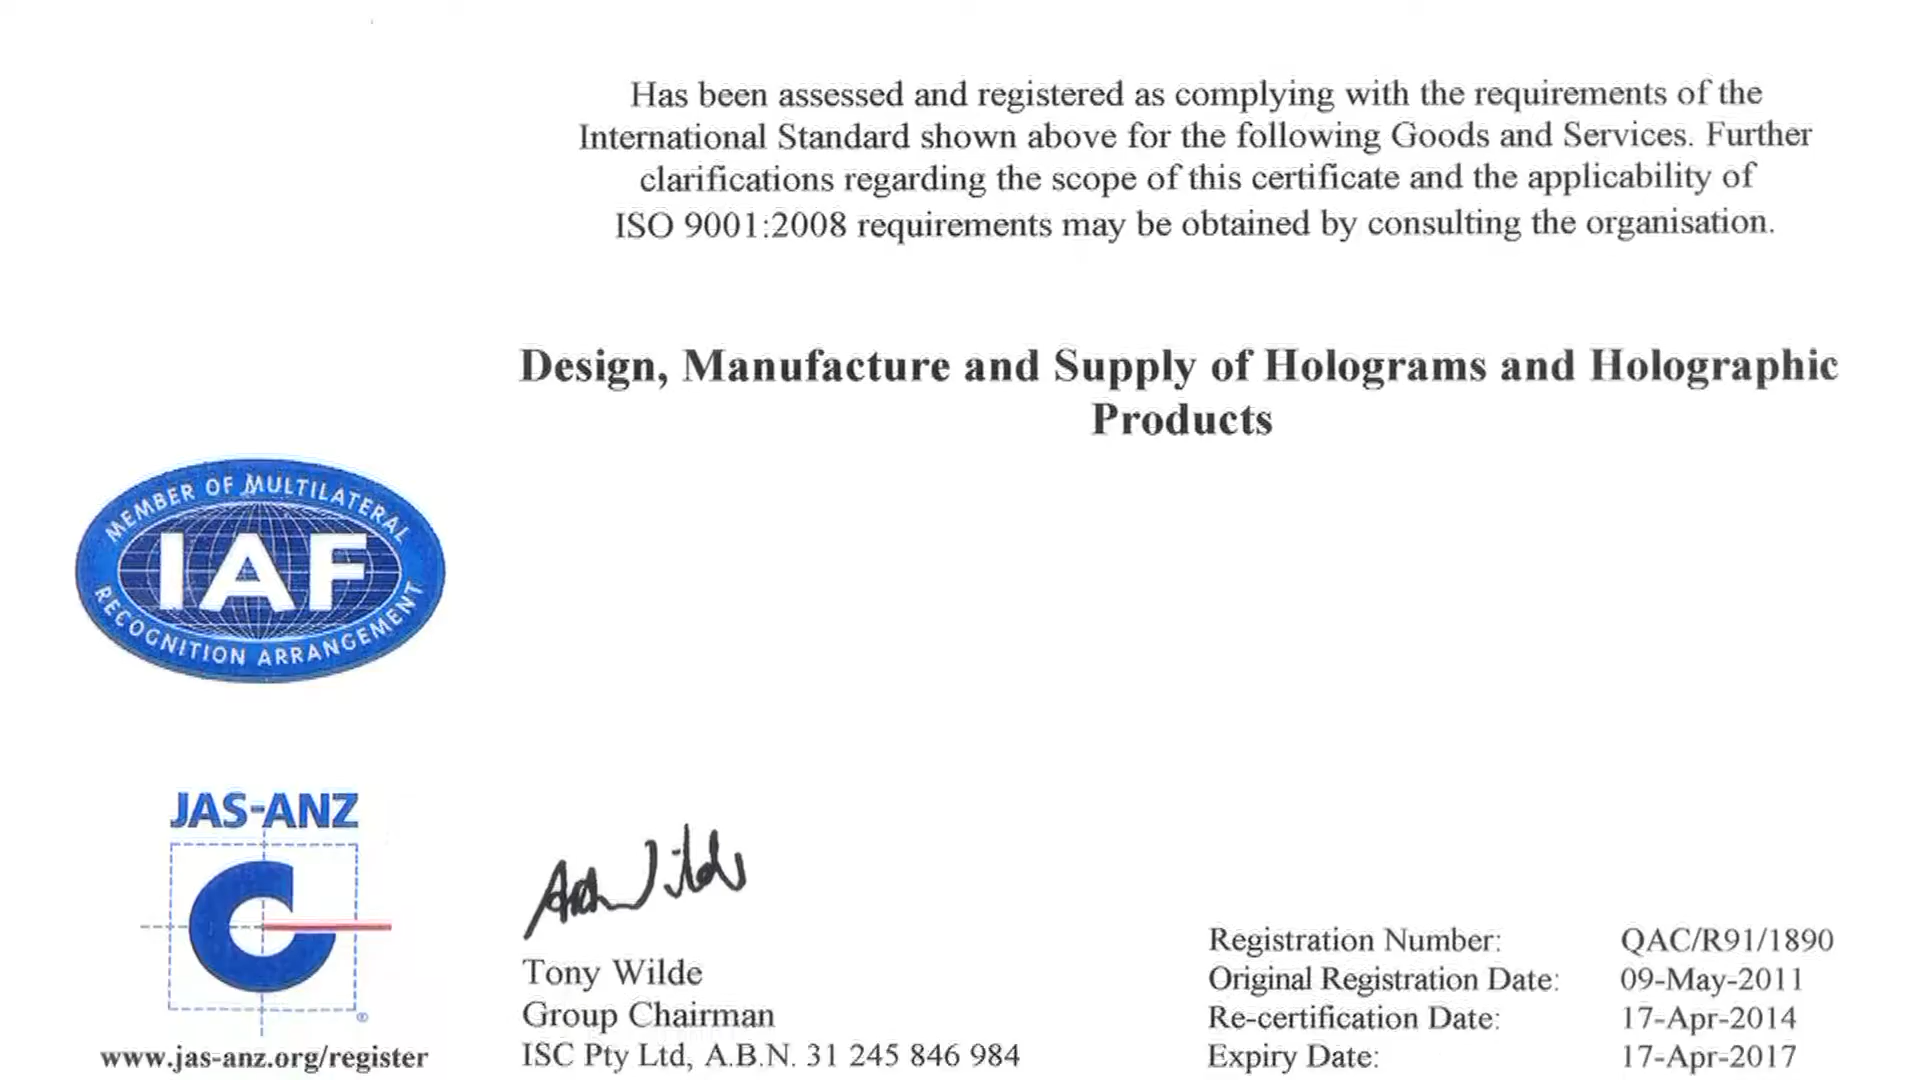 Has been assessed and registered as complying with the requirements of the
International Standard shown above for the following Goods and Services. Further
clarifications regarding the scope of this certificate and the applicability of
ISO 9001:2008 requirements may be obtained by consulting the organisation.
Design, Manufacture and Supply of Holograms and Holographic
Products
MEMBER OF MULTILATERAL
IAF
RECOGNITION ARRANGEMENT
JAS-ANZ
®
www.jas-anz.org/register
Tony Wilde
Group Chairman
ISC Pty Ltd, A.B.N. 31 245 846 984
Registration Number: QAC/R91/1890
Original Registration Date: 09-May-2011
Re-certification Date: 17-Apr-2014
Expiry Date: 17-Apr-2017